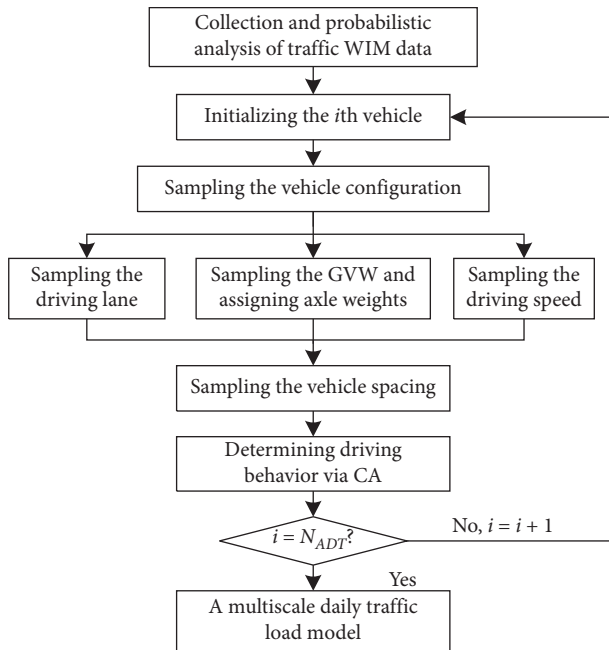 Collection and probabilistic
analysis of traffic WIM data
Initializing the ith vehicle
Sampling the vehicle configuration
Sampling the
driving lane
Sampling the GVW and
assigning axle weights
Sampling the
driving speed
Sampling the vehicle spacing
Determining driving
behavior via CA
i = N_ADT?
No, i = i + 1
Yes
A multiscale daily traffic
load model